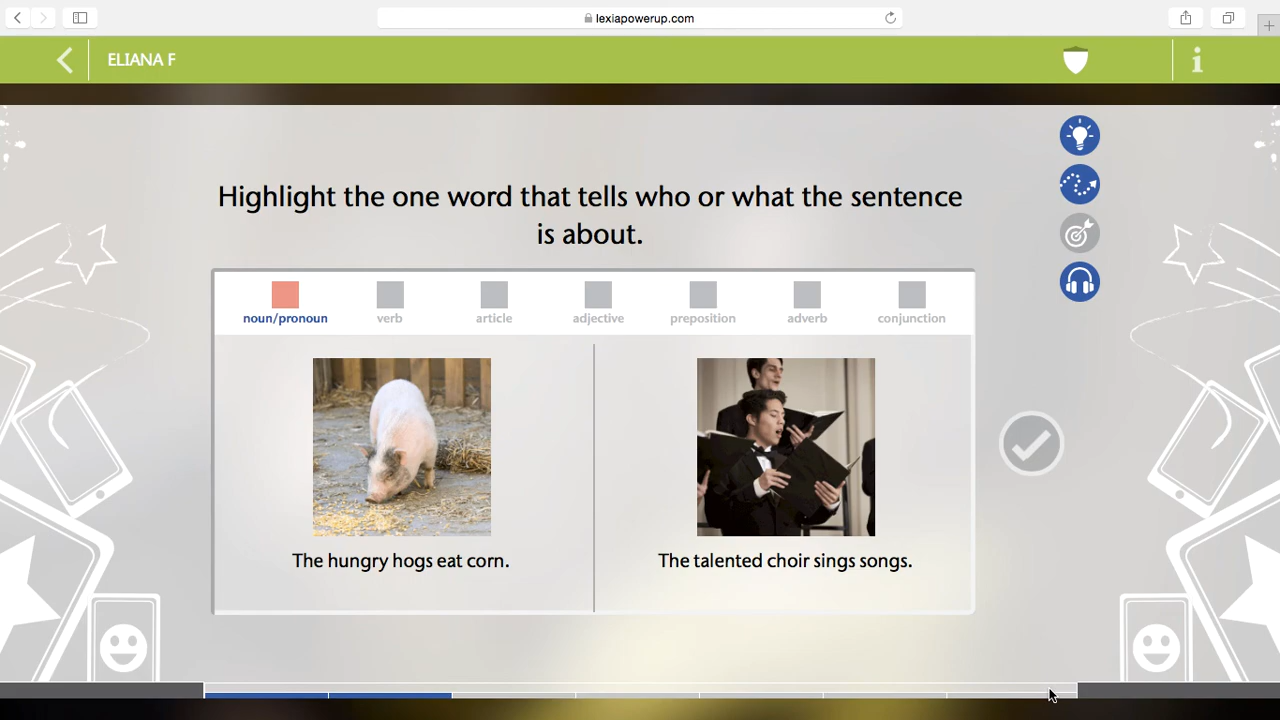 lexiapowerup.com
ELIANA F
i
Highlight the one word that tells who or what the sentence
is about.
noun/pronoun verb article adjective preposition adverb conjunction
The hungry hogs eat corn.
The talented choir sings songs.